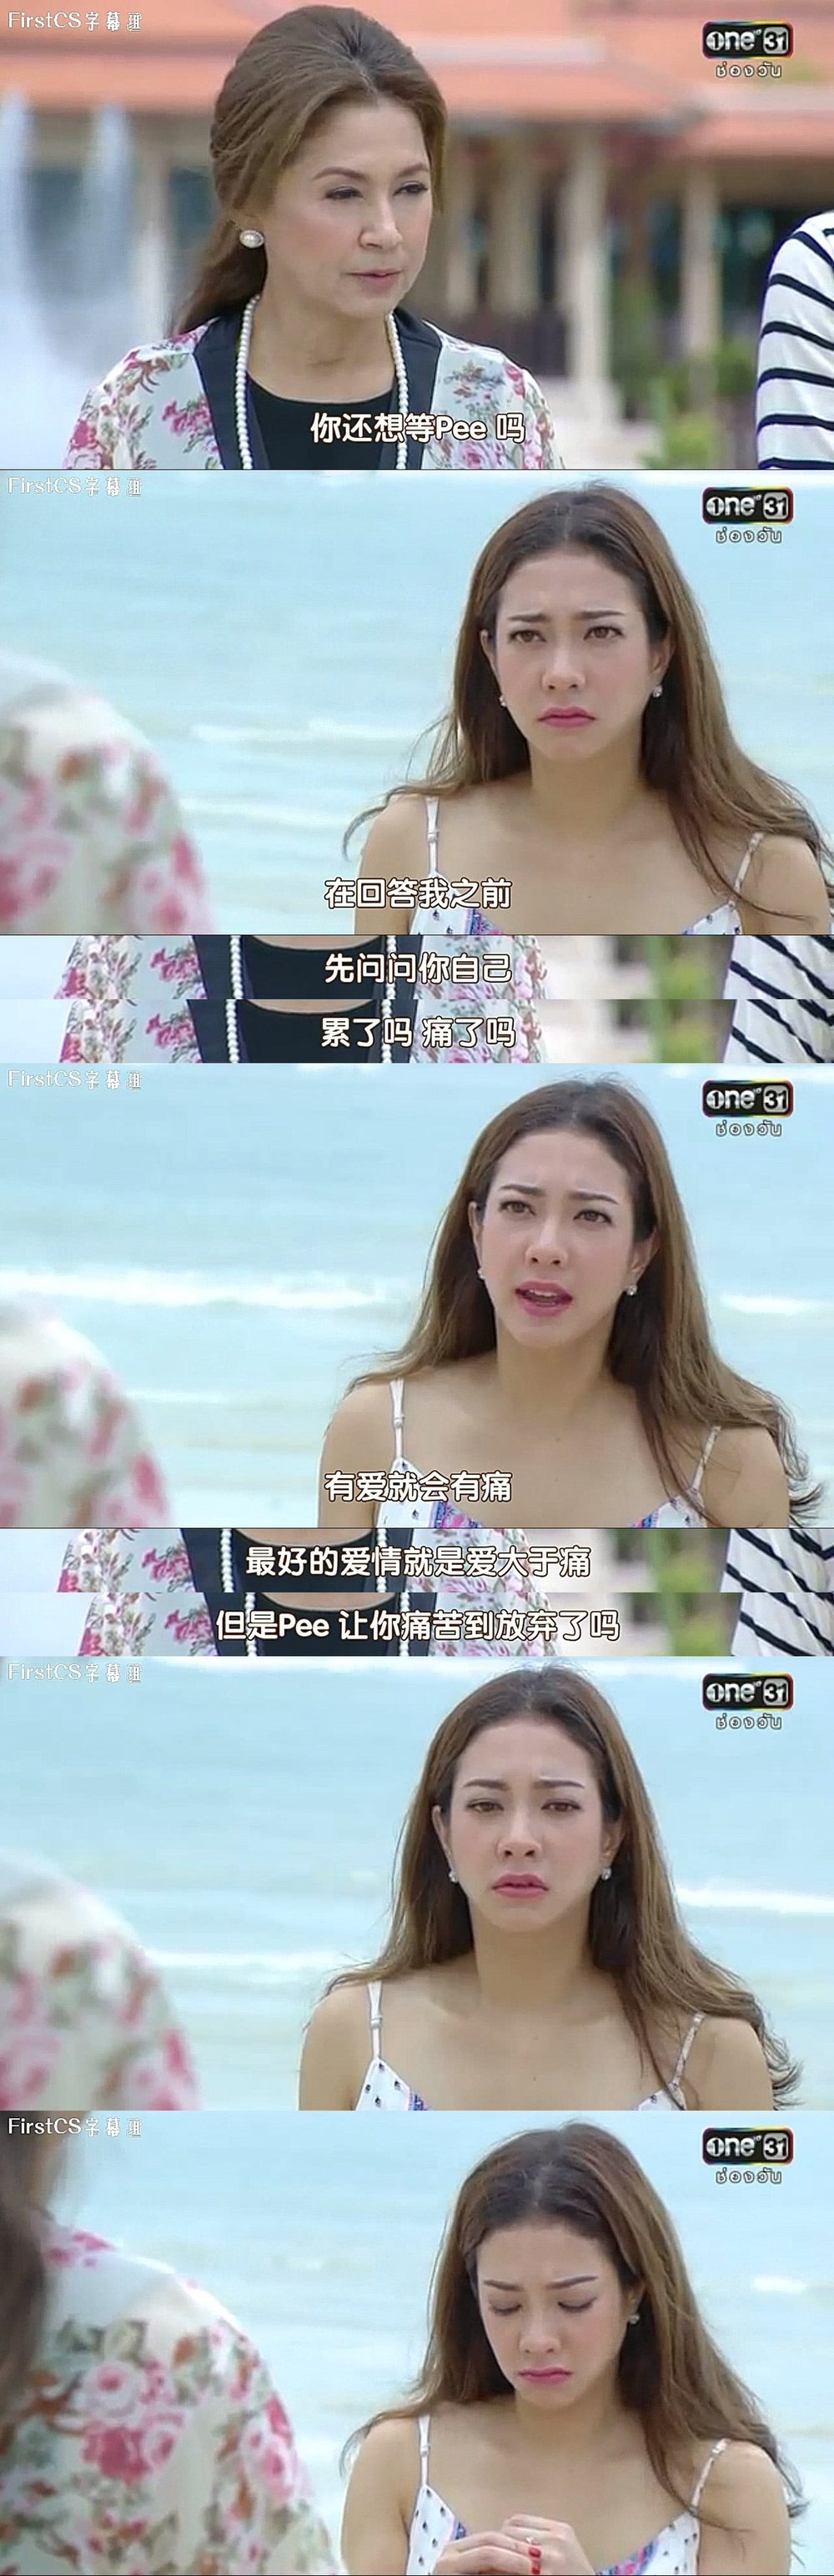 FirstCS字幕组
one 31
ช่องวัน
你还想等Pee 吗
FirstCS字幕组
one 31
ช่องวัน
在回答我之前
先问问你自己
累了吗 痛了吗
FirstCS字幕组
one 31
ช่องวัน
有爱就会有痛
最好的爱情就是爱大于痛
但是Pee 让你痛苦到放弃了吗
FirstCS字幕组
one 31
ช่องวัน
FirstCS字幕组
one 31
ช่องวัน